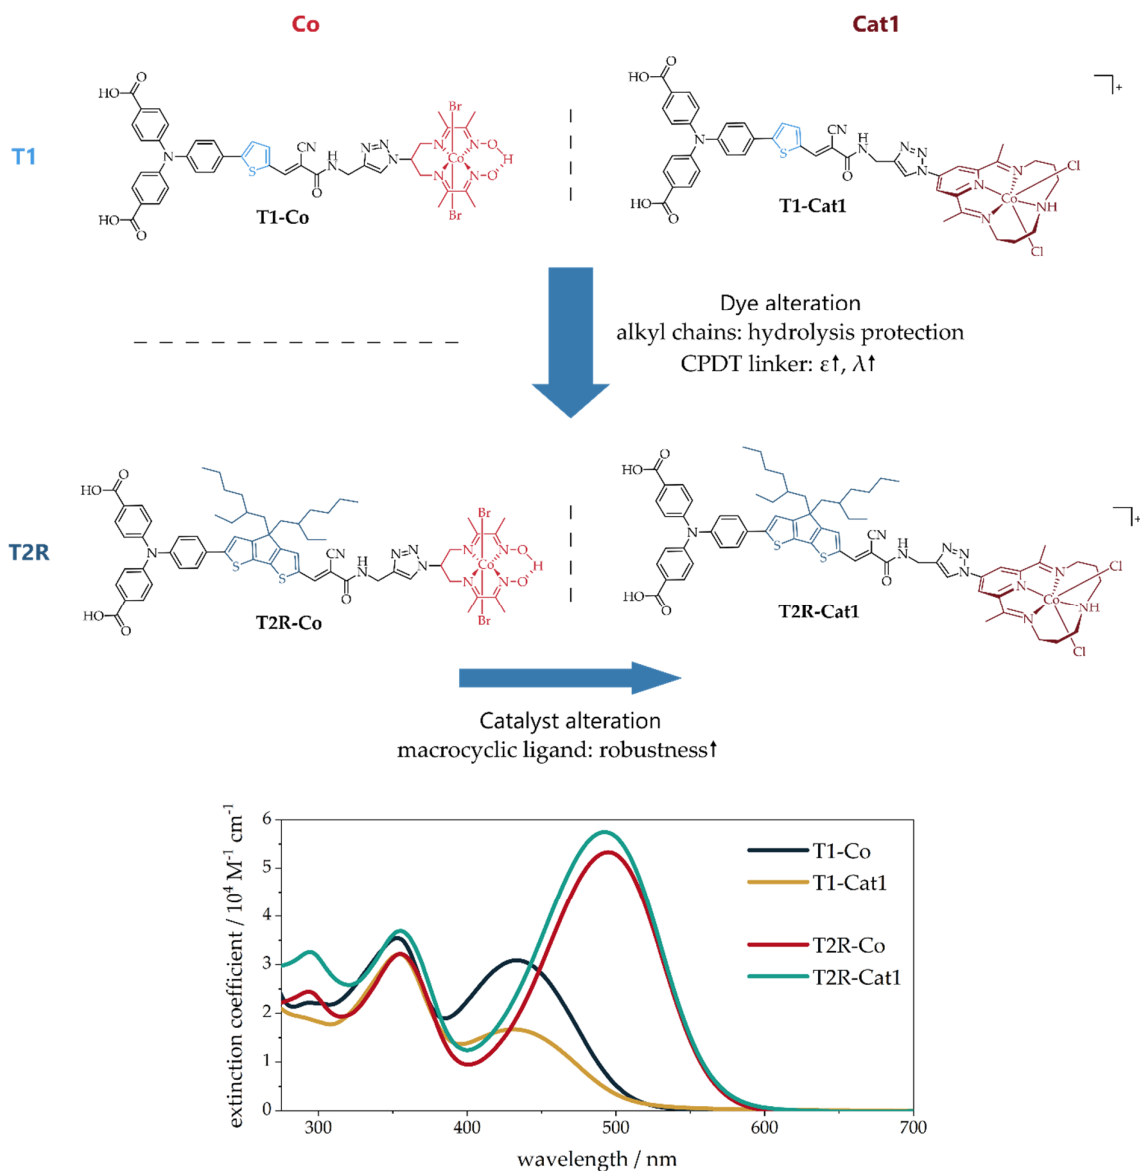 Co
Cat1
T1
T1-Co
T1-Cat1
HO
O
N
HO
O
S
CN
O
H
N
N=N
N
Br
N
N
O
H
Co
N
N
O
Br
HO
O
N
HO
O
S
CN
O
H
N
N=N
N
N
N
N
Co
NH
Cl
Cl
+
Dye alteration
alkyl chains: hydrolysis protection
CPDT linker: ε↑, λ↑
T2R
T2R-Co
T2R-Cat1
HO
O
N
HO
O
S
S
CN
O
H
N
N=N
N
Br
N
N
O
H
Co
N
N
O
Br
HO
O
N
HO
O
S
S
CN
O
H
N
N=N
N
N
N
N
Co
NH
Cl
Cl
+
Catalyst alteration
macrocyclic ligand: robustness↑
extinction coefficient / 10⁴ M⁻¹ cm⁻¹
6
5
4
3
2
1
0
T1-Co
T1-Cat1
T2R-Co
T2R-Cat1
300 400 500 600 700
wavelength / nm